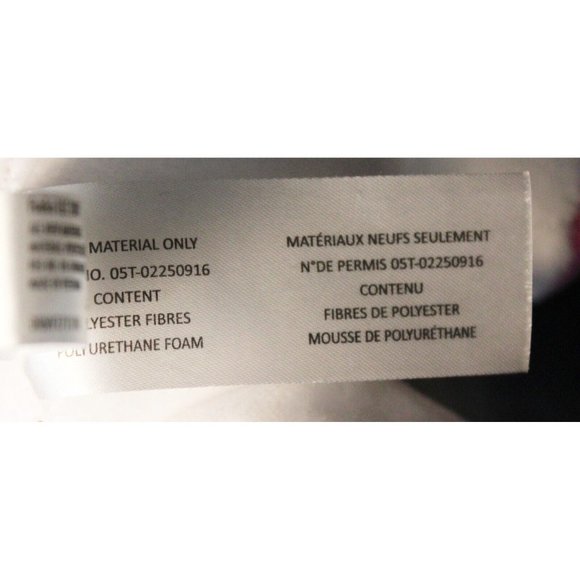 MATERIAL ONLY
NO. 05T-02250916
CONTENT
LYESTER FIBRES
POLYURETHANE FOAM
MATÉRIAUX NEUFS SEULEMENT
N°DE PERMIS 05T-02250916
CONTENU
FIBRES DE POLYESTER
MOUSSE DE POLYURÉTHANE